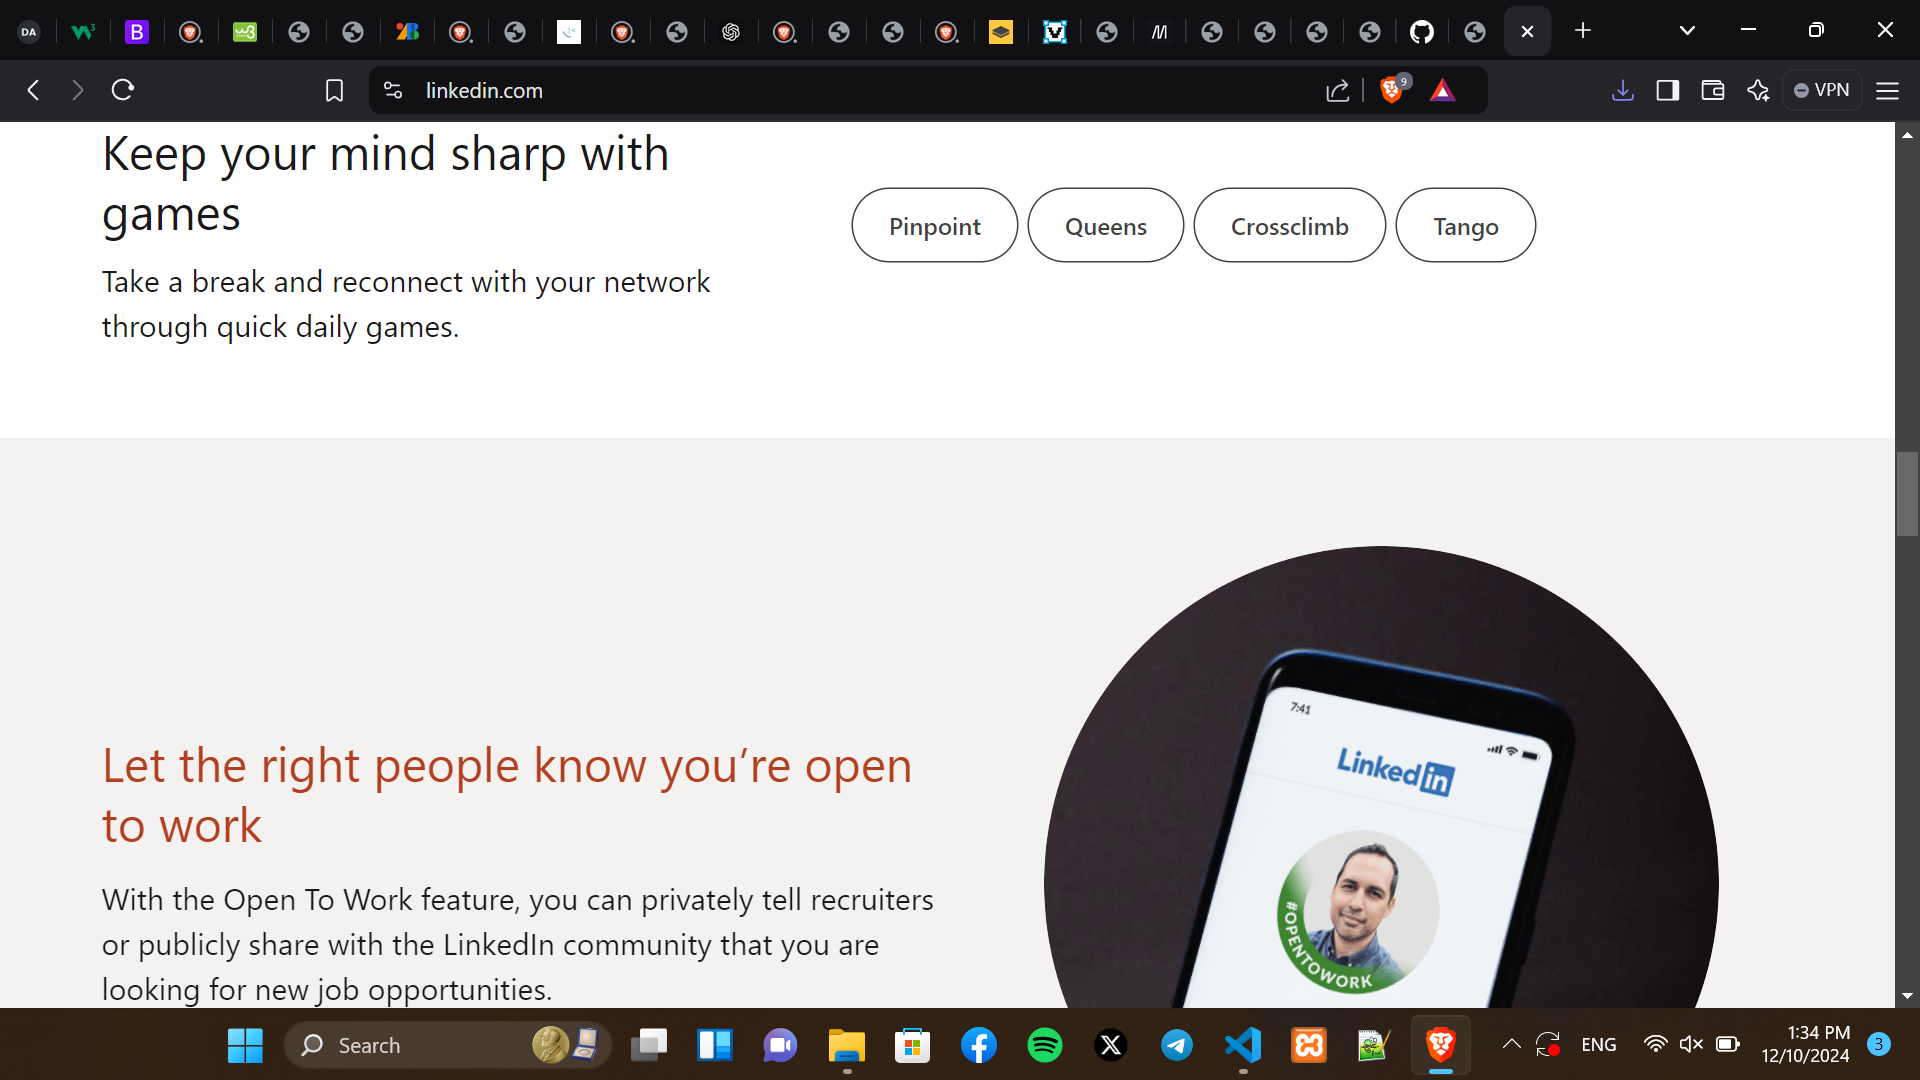 DA
linkedin.com
9
VPN
Keep your mind sharp with
games
Take a break and reconnect with your network
through quick daily games.
Pinpoint
Queens
Crossclimb
Tango
Let the right people know you’re open
to work
With the Open To Work feature, you can privately tell recruiters
or publicly share with the LinkedIn community that you are
looking for new job opportunities.
7:41
Linkedin
#OPENTOWORK
Search
ENG
1:34 PM
12/10/2024
3